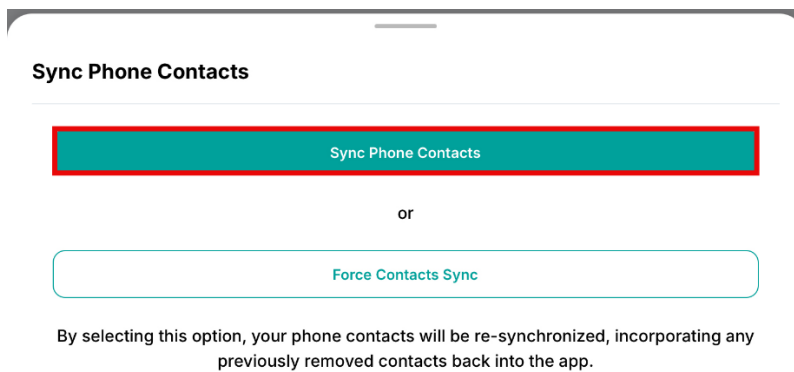 Sync Phone Contacts
Sync Phone Contacts
or
Force Contacts Sync
By selecting this option, your phone contacts will be re-synchronized, incorporating any
previously removed contacts back into the app.